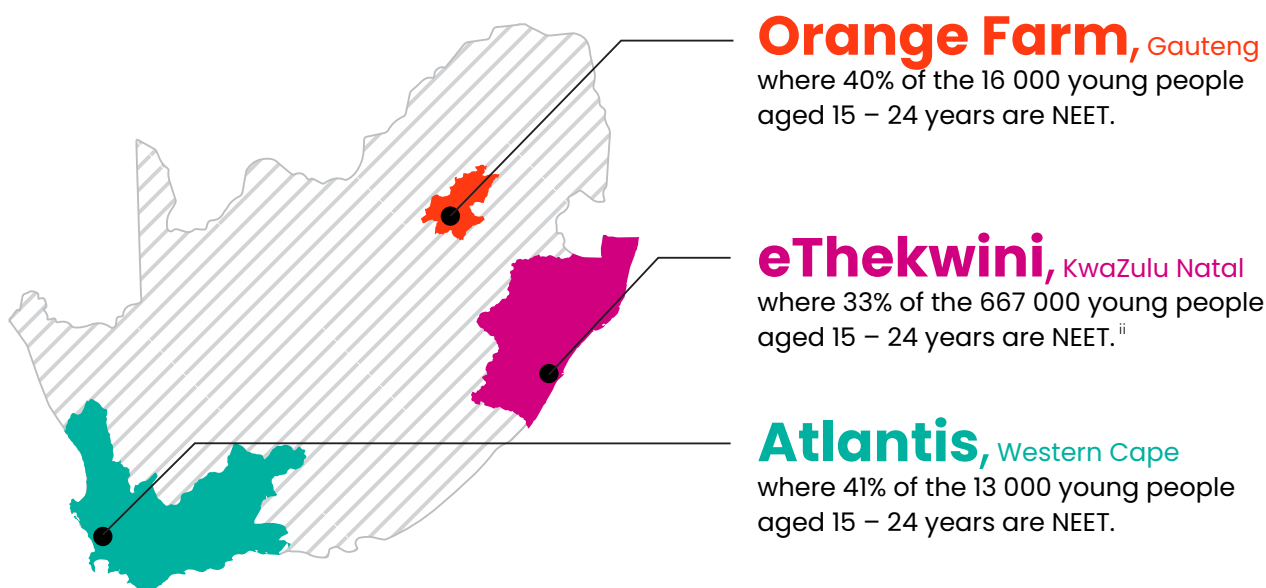 Orange Farm, Gauteng
where 40% of the 16 000 young people
aged 15 – 24 years are NEET.
eThekwini, KwaZulu Natal
where 33% of the 667 000 young people
aged 15 – 24 years are NEET. ii
Atlantis, Western Cape
where 41% of the 13 000 young people
aged 15 – 24 years are NEET.